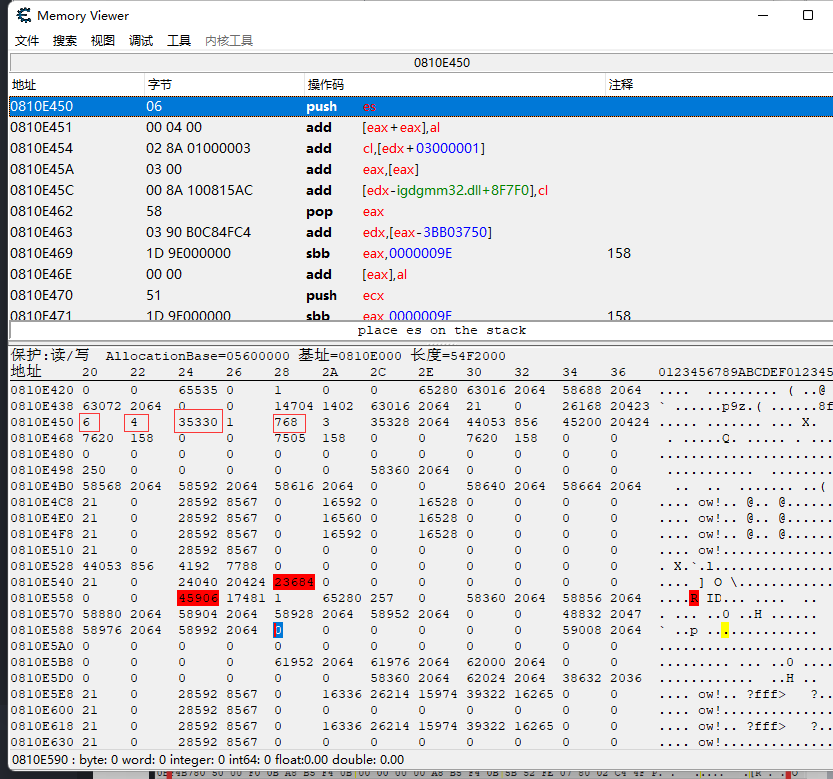 Memory Viewer
文件 搜索 视图 调试 工具 内核工具
0810E450
地址 字节 操作码 注释
0810E450 06 push es
0810E451 00 04 00 add [eax+eax],al
0810E454 02 8A 01000003 add cl,[edx+03000001]
0810E45A 03 00 add eax,[eax]
0810E45C 00 8A 100815AC add [edx-igdgmm32.dll+8F7F0],cl
0810E462 58 pop eax
0810E463 03 90 B0C84FC4 add edx,[eax-3BB03750]
0810E469 1D 9E000000 sbb eax,0000009E 158
0810E46E 00 00 add [eax],al
0810E470 51 push ecx
0810E471 1D 9E000000 sbb eax,0000009E 158
place es on the stack
保护:读/写 AllocationBase=05600000 基址=0810E000 长度=54F2000
地址 20 22 24 26 28 2A 2C 2E 30 32 34 36 0123456789ABCDEF012345
0810E420 0 0 65535 0 1 0 0 65280 63016 2064 58688 2064 .... ......... ( ..@
0810E438 63072 2064 0 0 14704 1402 63016 2064 21 0 26168 20423 ` ......p9z.( ......8f
0810E450 6 4 35330 1 768 3 35328 2064 44053 856 45200 20424
0810E468 7620 158 0 0 7505 158 0 0 7620 158 0 0
0810E480 0 0 0 0 0 0 0 0 0 0 0 0
0810E498 250 0 0 0 0 0 58360 2064 0 0 0 0
0810E4B0 58568 2064 58592 2064 58616 2064 0 0 58640 2064 58664 2064
0810E4C8 21 0 28592 8567 0 16592 0 16528 0 0 0 0 .... ow!.. @.. @......
0810E4E0 21 0 28592 8567 0 16560 0 16528 0 0 0 0 .... ow!.. @.. @......
0810E4F8 21 0 28592 8567 0 16592 0 16528 0 0 0 0 .... ow!.. @.. @......
0810E510 21 0 28592 8567 0 0 0 0 0 0 0 0 .... ow!..............
0810E528 44053 856 4192 7788 0 0 0 0 0 0 0 0 . X.`.l...............
0810E540 21 0 24040 20424 23684 0 0 0 0 0 0 0 .... ] O \............
0810E558 0 0 45906 17481 1 65280 257 0 58360 2064 58856 2064
0810E570 58880 2064 58904 2064 58928 2064 58952 2064 0 0 48832 2047
0810E588 58976 2064 58992 2064 0 0 0 0 0 0 59008 2064
0810E5A0 0 0 0 0 0 0 0 0 0 0 0 0
0810E5B8 0 0 0 0 61952 2064 61976 2064 62000 2064 0 0
0810E5D0 0 0 0 0 0 0 58360 2064 62024 2064 38632 2036
0810E5E8 21 0 28592 8567 0 16336 26214 15974 39322 16265 0 0 .... ow!.. ?fff> ?..
0810E600 21 0 28592 8567 0 0 0 0 0 0 0 0 .... ow!..............
0810E618 21 0 28592 8567 0 16336 26214 15974 39322 16265 0 0 .... ow!.. ?fff> ?..
0810E630 21 0 28592 8567 0 0 0 0 0 0 0 0 .... ow!..............
0810E590 : byte: 0 word: 0 integer: 0 int64: 0 float:0.00 double: 0.00